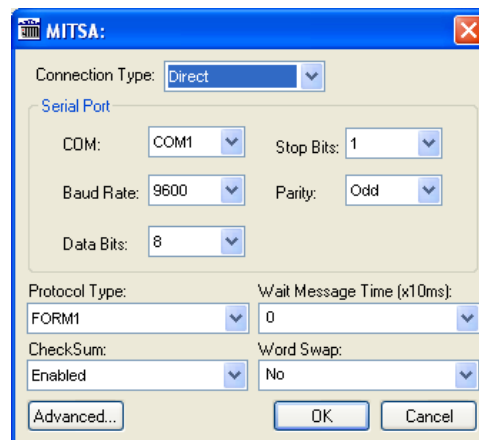 MITSA:
Connection Type: Direct
Serial Port
COM: COM1 Stop Bits: 1
Baud Rate: 9600 Parity: Odd
Data Bits: 8
Protocol Type: Wait Message Time (x10ms):
FORM1 0
CheckSum: Word Swap:
Enabled No
Advanced... OK Cancel